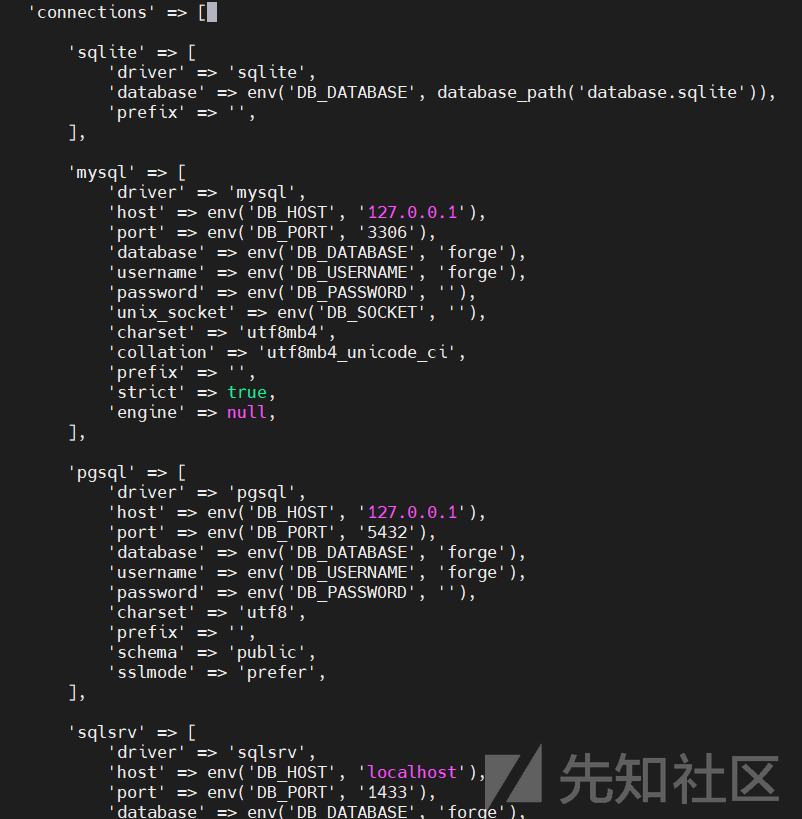 'connections' => [
'sqlite' => [
'driver' => 'sqlite',
'database' => env('DB_DATABASE', database_path('database.sqlite')),
'prefix' => '',
],
'mysql' => [
'driver' => 'mysql',
'host' => env('DB_HOST', '127.0.0.1'),
'port' => env('DB_PORT', '3306'),
'database' => env('DB_DATABASE', 'forge'),
'username' => env('DB_USERNAME', 'forge'),
'password' => env('DB_PASSWORD', ''),
'unix_socket' => env('DB_SOCKET', ''),
'charset' => 'utf8mb4',
'collation' => 'utf8mb4_unicode_ci',
'prefix' => '',
'strict' => true,
'engine' => null,
],
'pgsql' => [
'driver' => 'pgsql',
'host' => env('DB_HOST', '127.0.0.1'),
'port' => env('DB_PORT', '5432'),
'database' => env('DB_DATABASE', 'forge'),
'username' => env('DB_USERNAME', 'forge'),
'password' => env('DB_PASSWORD', ''),
'charset' => 'utf8',
'prefix' => '',
'schema' => 'public',
'sslmode' => 'prefer',
],
'sqlsrv' => [
'driver' => 'sqlsrv',
'host' => env('DB_HOST', 'localhost'),
'port' => env('DB_PORT', '1433'),
'database' => env('DB_DATABASE', 'forge'),
先知社区